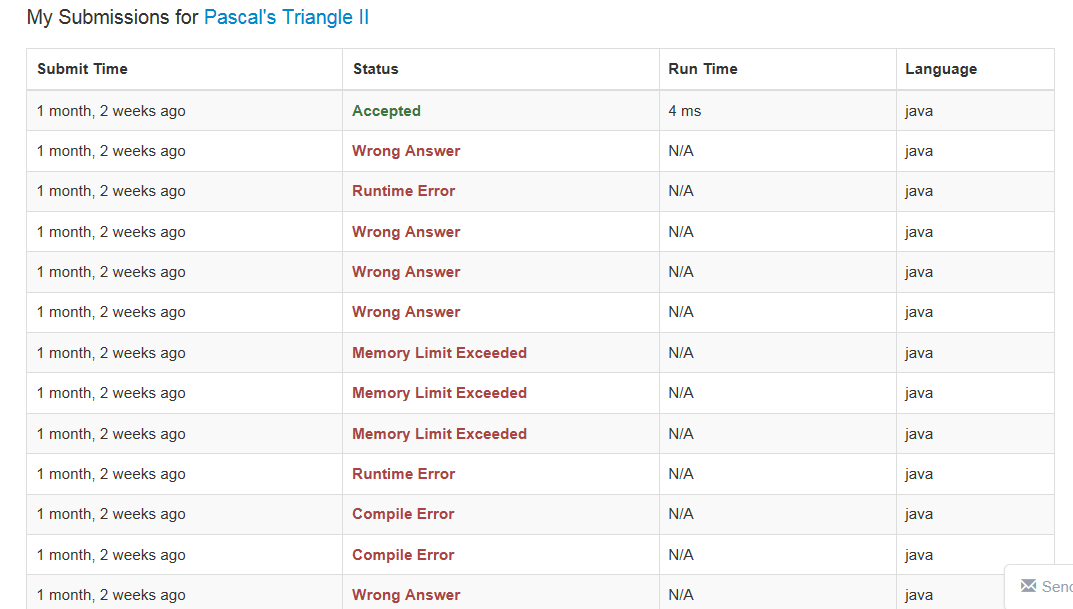 My Submissions for Pascal's Triangle II
Submit Time Status Run Time Language
1 month, 2 weeks ago Accepted 4 ms java
1 month, 2 weeks ago Wrong Answer N/A java
1 month, 2 weeks ago Runtime Error N/A java
1 month, 2 weeks ago Wrong Answer N/A java
1 month, 2 weeks ago Wrong Answer N/A java
1 month, 2 weeks ago Wrong Answer N/A java
1 month, 2 weeks ago Memory Limit Exceeded N/A java
1 month, 2 weeks ago Memory Limit Exceeded N/A java
1 month, 2 weeks ago Memory Limit Exceeded N/A java
1 month, 2 weeks ago Runtime Error N/A java
1 month, 2 weeks ago Compile Error N/A java
1 month, 2 weeks ago Compile Error N/A java
1 month, 2 weeks ago Wrong Answer N/A java